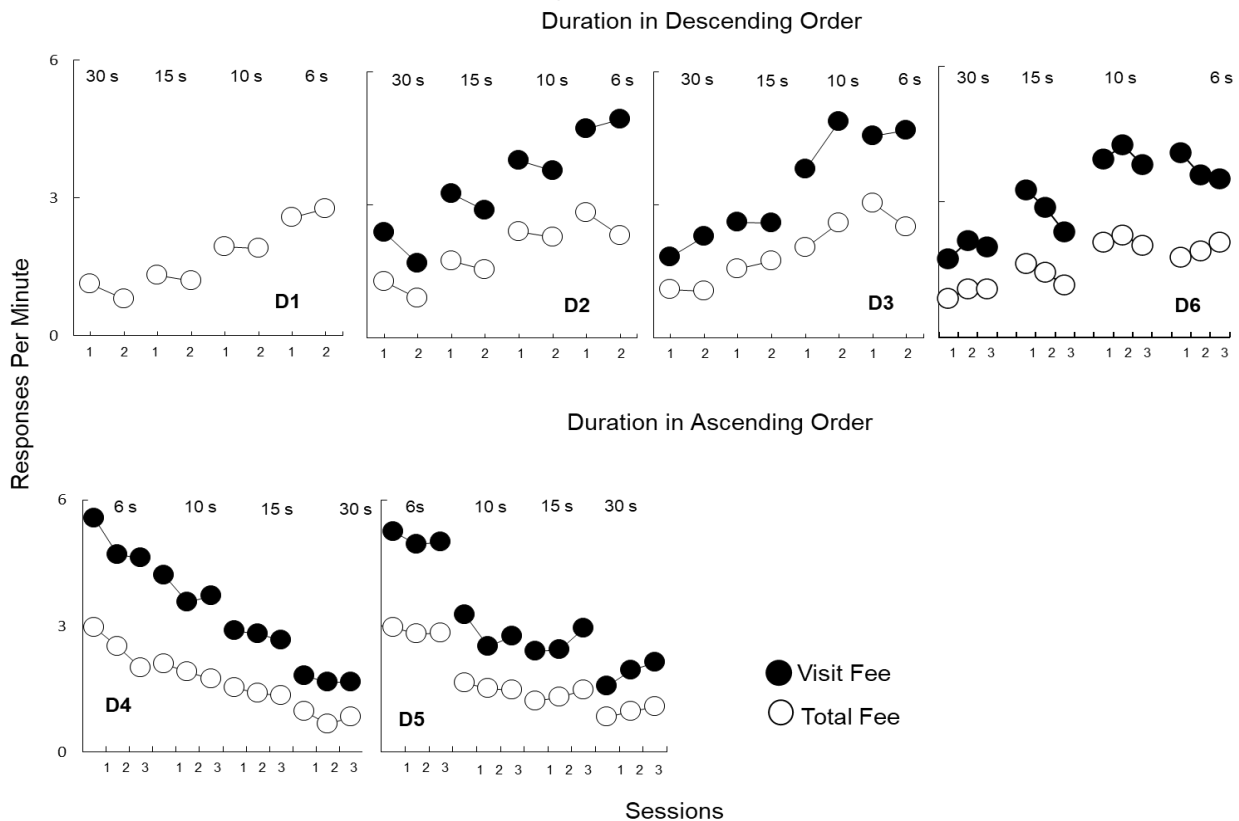 Duration in Descending Order
6
30 s 15 s 10 s 6 s
30 s 15 s 10 s 6 s
30 s 15 s 10 s 6 s
30 s 15 s 10 s 6 s
3
D1
D2
D3
D6
0
1 2 1 2 1 2 1 2
1 2 1 2 1 2 1 2
1 2 1 2 1 2 1 2
1 2 3 1 2 3 1 2 3 1 2 3
Responses Per Minute
Duration in Ascending Order
6
6 s 10 s 15 s 30 s
6s 10 s 15 s 30 s
3
Visit Fee
Total Fee
D4
D5
0
1 2 3 1 2 3 1 2 3 1 2 3
1 2 3 1 2 3 1 2 3 1 2 3
Sessions